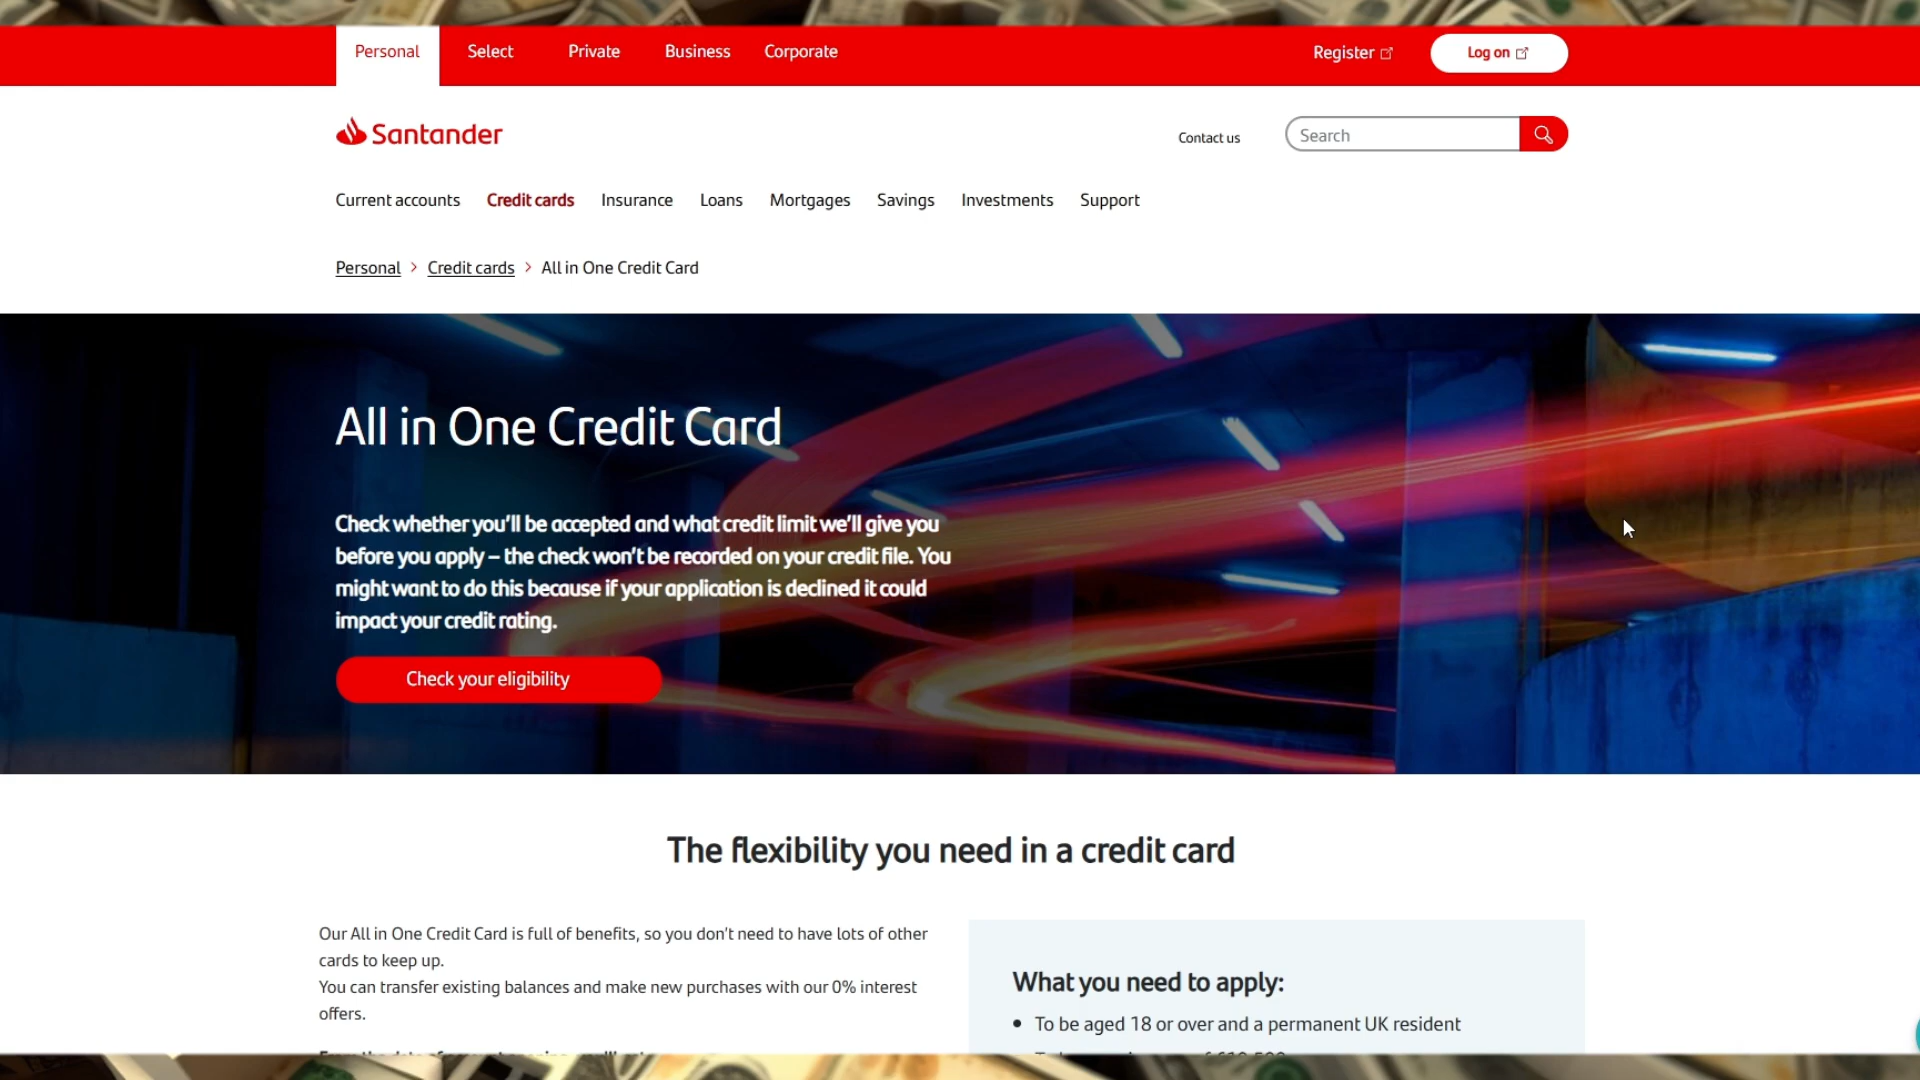 Personal
Select
Private
Business
Corporate
Register
Log on
Santander
Contact us
Search
Current accounts
Credit cards
Insurance
Loans
Mortgages
Savings
Investments
Support
Personal > Credit cards > All in One Credit Card
All in One Credit Card
Check whether you'll be accepted and what credit limit we'll give you
before you apply – the check won't be recorded on your credit file. You
might want to do this because if your application is declined it could
impact your credit rating.
Check your eligibility
The flexibility you need in a credit card
Our All in One Credit Card is full of benefits, so you don't need to have lots of other
cards to keep up.
You can transfer existing balances and make new purchases with our 0% interest
offers.
What you need to apply:
• To be aged 18 or over and a permanent UK resident